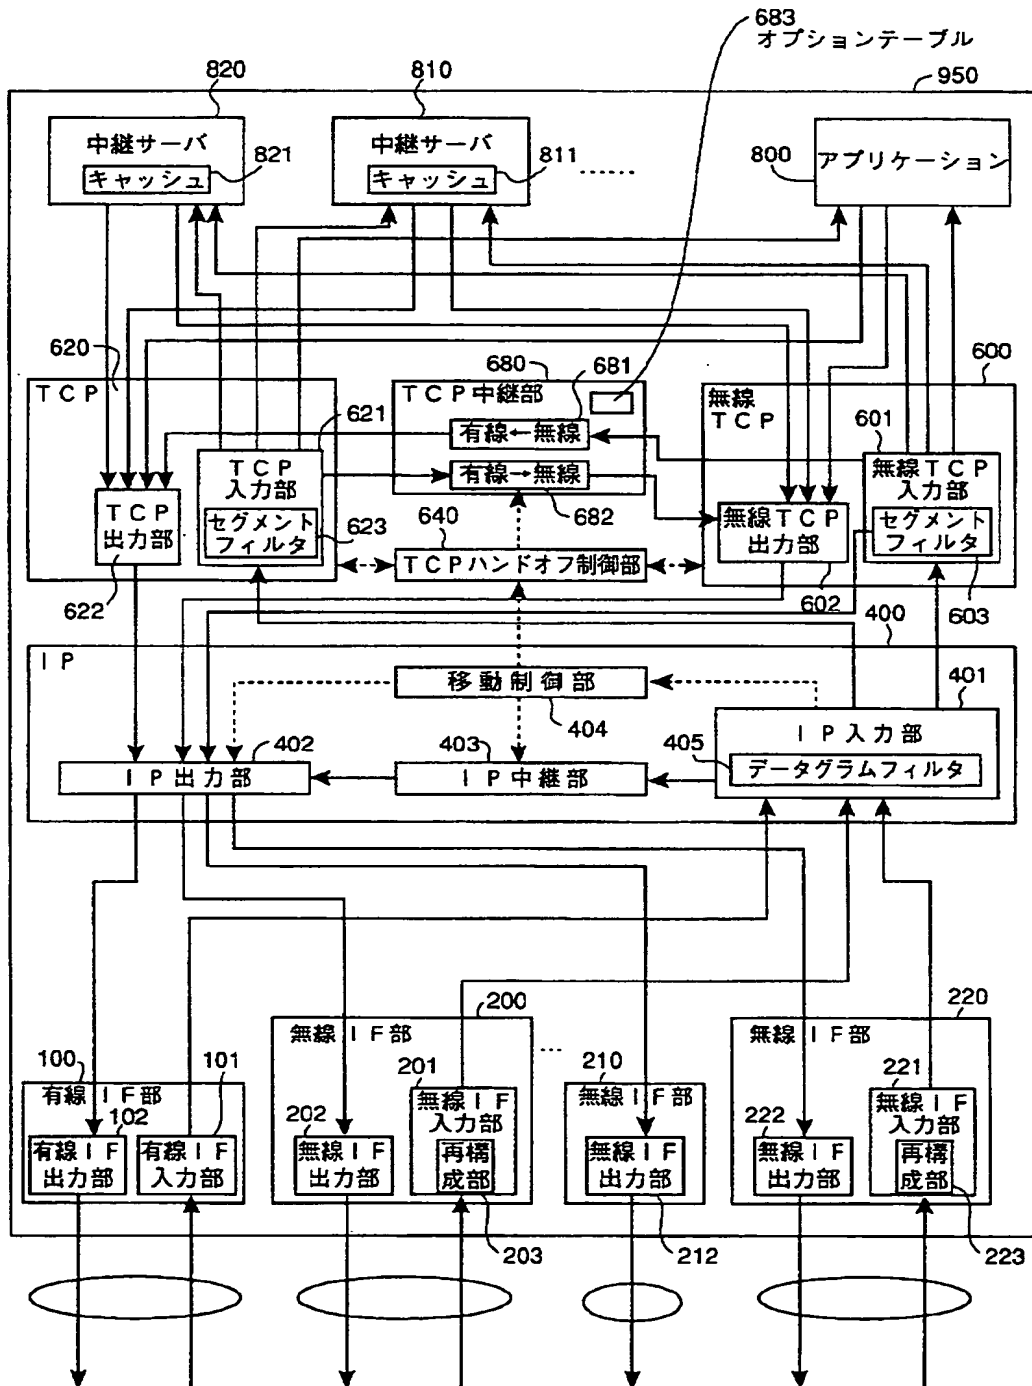 683
オプションテーブル
820
810
950
中継サーバ
821
キャッシュ
中継サーバ
811
キャッシュ
……
800
アプリケーション
620
TCP
680
681
TCP中継部
600
無線
TCP
621
有線←無線
601
TCP
入力部
有線→無線
無線TCP
入力部
TCP
出力部
セグメント
フィルタ
623
640
682
無線TCP
出力部
セグメント
フィルタ
TCPハンドオフ制御部
622
602
603
400
IP
移動制御部
404
401
402
403
IP入力部
405
IP出力部
IP中継部
データグラムフィルタ
200
220
無線IF部
…
無線IF部
100
101
201
210
221
有線IF部
102
202
無線IF
入力部
無線IF部
222
無線IF
入力部
有線IF
出力部
有線IF
入力部
無線IF
出力部
再構
成部
無線IF
出力部
無線IF
出力部
再構
成部
203
212
223